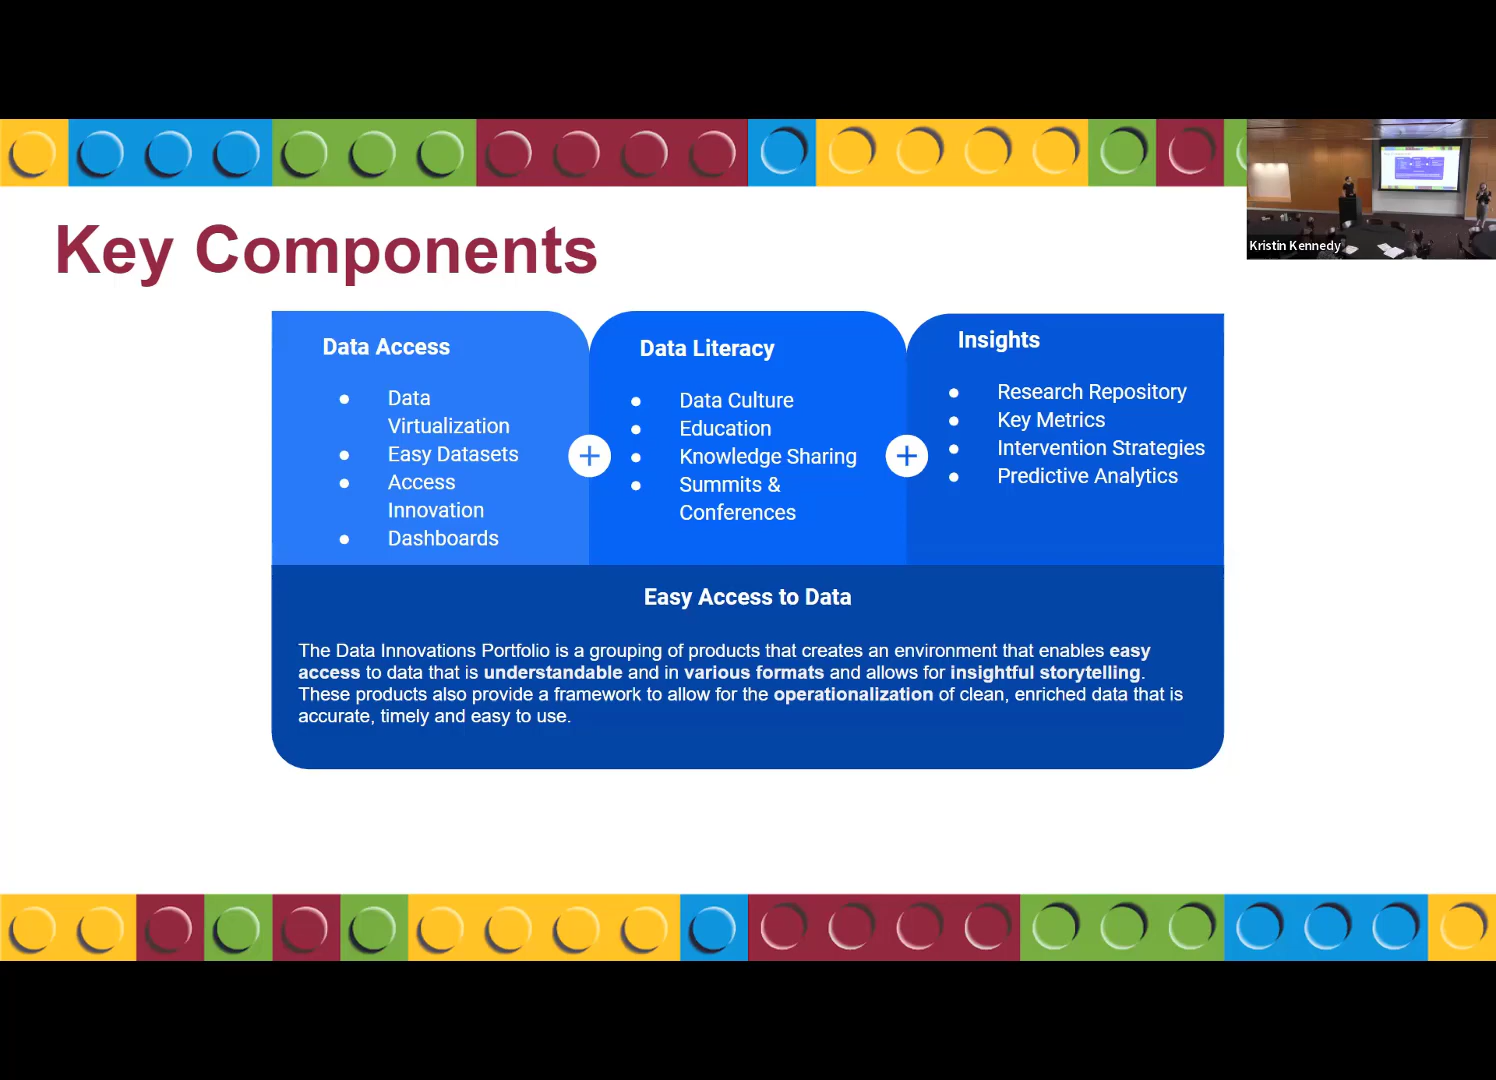 Key Components
Kristin Kennedy
Data Access
Data
Virtualization
Easy Datasets
Access
Innovation
Dashboards
Data Literacy
Data Culture
Education
Knowledge Sharing
Summits &
Conferences
Insights
Research Repository
Key Metrics
Intervention Strategies
Predictive Analytics
Easy Access to Data
The Data Innovations Portfolio is a grouping of products that creates an environment that enables easy
access to data that is understandable and in various formats and allows for insightful storytelling.
These products also provide a framework to allow for the operationalization of clean, enriched data that is
accurate, timely and easy to use.